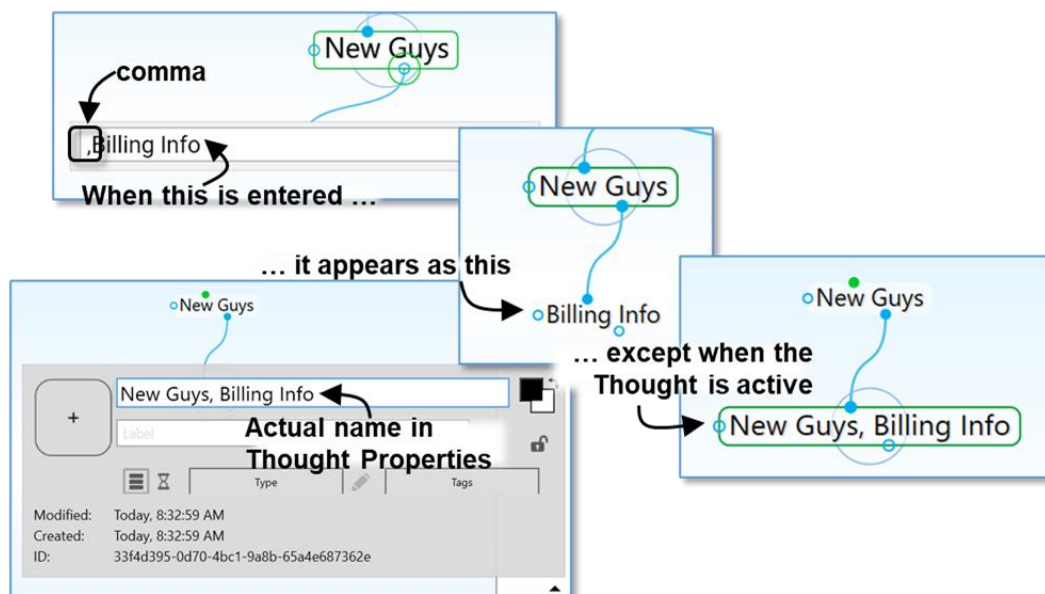 New Guys
comma
,Billing Info
When this is entered ...
New Guys
... it appears as this
Billing Info
New Guys
... except when the
Thought is active
New Guys, Billing Info
New Guys
+
New Guys, Billing Info
Label
Actual name in
Thought Properties
Type
Tags
Modified: Today, 8:32:59 AM
Created: Today, 8:32:59 AM
ID: 33f4d395-0d70-4bc1-9a8b-65a4e687362e